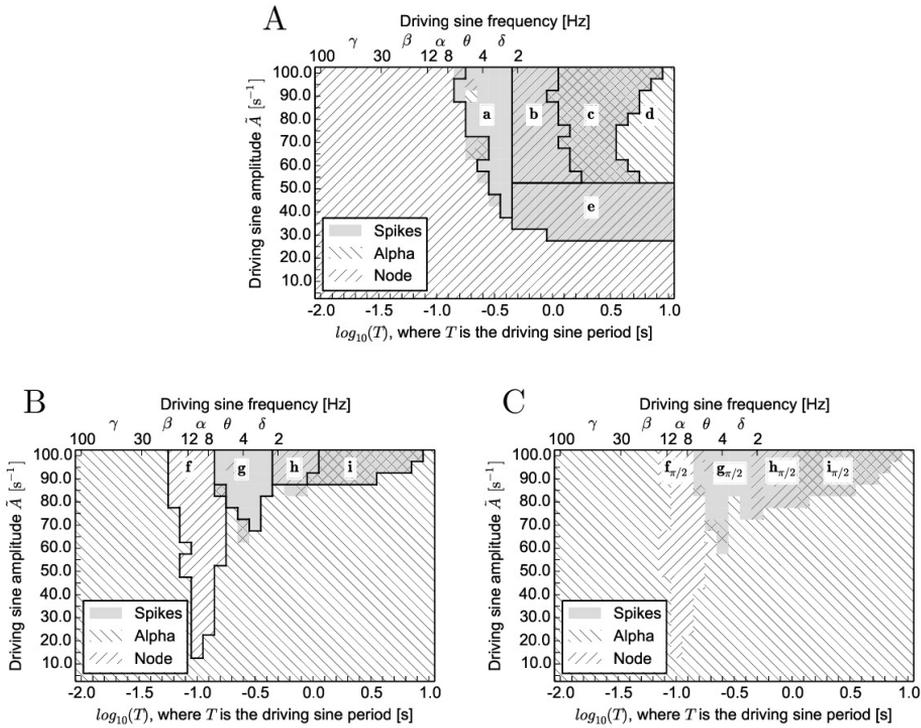 A
Driving sine frequency [Hz]
γ β α θ δ
100 30 12 8 4 2
Driving sine amplitude Ã [s⁻¹]
100.0
90.0
80.0
70.0
60.0
50.0
40.0
30.0
20.0
10.0
a b c d
e
Spikes
Alpha
Node
-2.0 -1.5 -1.0 -0.5 0.0 0.5 1.0
log₁₀(T), where T is the driving sine period [s]
B
Driving sine frequency [Hz]
γ β α θ δ
100 30 12 8 4 2
Driving sine amplitude Ã [s⁻¹]
100.0
90.0
80.0
70.0
60.0
50.0
40.0
30.0
20.0
10.0
f g h i
Spikes
Alpha
Node
-2.0 -1.5 -1.0 -0.5 0.0 0.5 1.0
log₁₀(T), where T is the driving sine period [s]
C
Driving sine frequency [Hz]
γ β α θ δ
100 30 12 8 4 2
Driving sine amplitude Ã [s⁻¹]
100.0
90.0
80.0
70.0
60.0
50.0
40.0
30.0
20.0
10.0
f π/2 g π/2 h π/2 i π/2
Spikes
Alpha
Node
-2.0 -1.5 -1.0 -0.5 0.0 0.5 1.0
log₁₀(T), where T is the driving sine period [s]